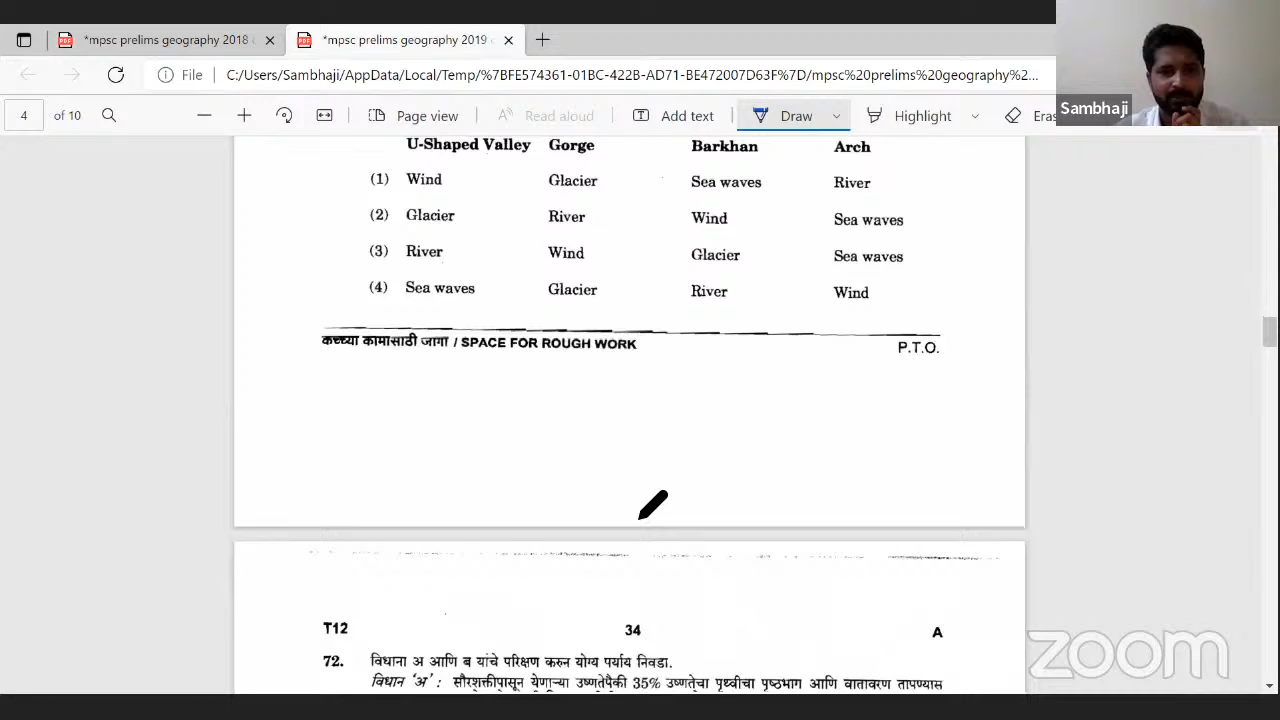 *mpsc prelims geography 2018
*mpsc prelims geography 2019
File C:/Users/Sambhaji/AppData/Local/Temp/%7BFE574361-01BC-422B-AD71-BE472007D63F%7D/mpsc%20prelims%20geography%2...
4 of 10 Page view Read aloud Add text Draw Highlight Eras
Sambhaji
U-Shaped Valley Gorge Barkhan Arch
(1) Wind Glacier Sea waves River
(2) Glacier River Wind Sea waves
(3) River Wind Glacier Sea waves
(4) Sea waves Glacier River Wind
कच्च्या कामासाठी जागा / SPACE FOR ROUGH WORK P.T.O.
T12 34 A
72. विधाना अ आणि ब यांचे परिक्षण करुन योग्य पर्याय निवडा.
विधान 'अ' : सौरशक्तीपासून येणाऱ्या उष्णतेपैकी 35% उष्णतेचा पृथ्वीचा पृष्ठभाग आणि वातावरण तापण्यास
zoom